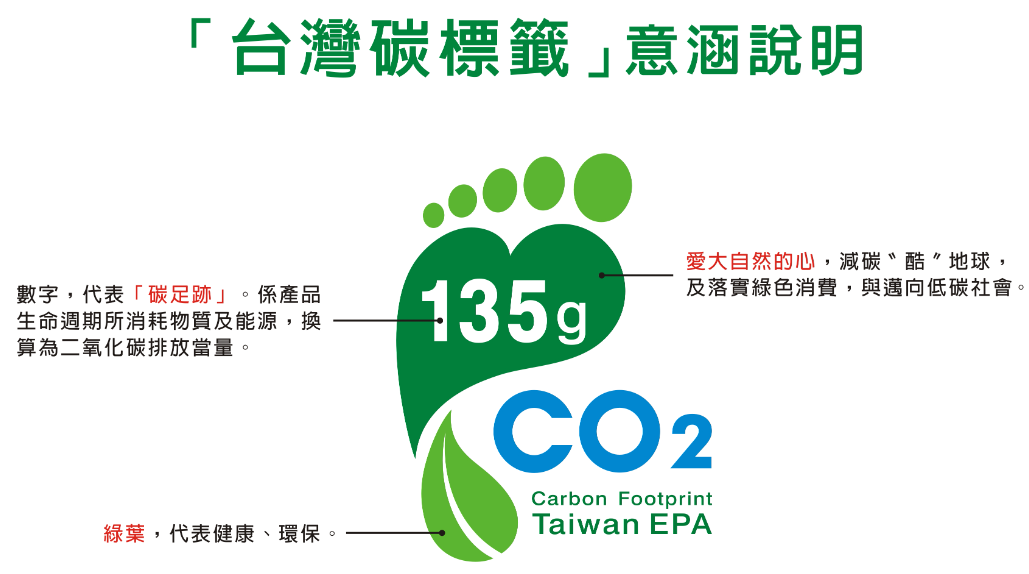 「台灣碳標籤」意涵說明
愛大自然的心，減碳〝酷〞地球，
及落實綠色消費，與邁向低碳社會。
數字，代表「碳足跡」。係產品
生命週期所消耗物質及能源，換
算為二氧化碳排放當量。
135g
CO2
Carbon Footprint
Taiwan EPA
綠葉，代表健康、環保。